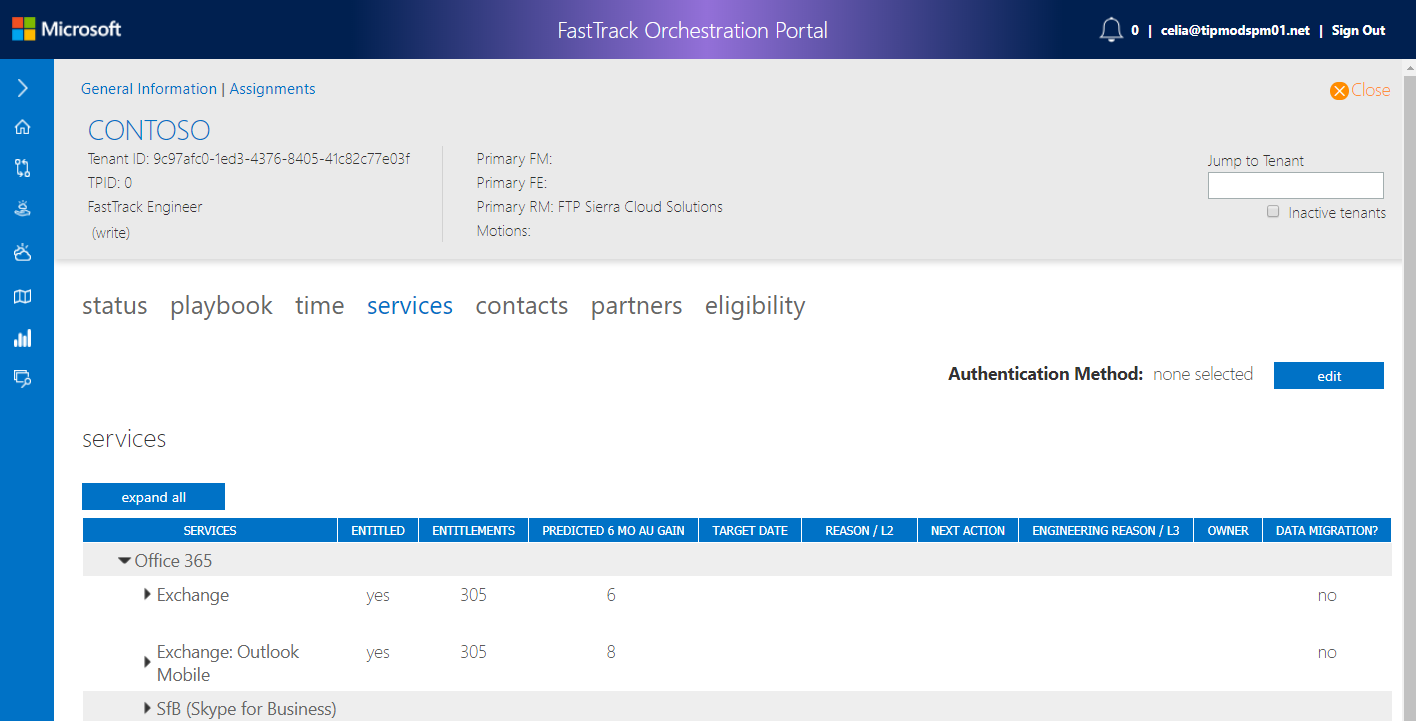 Microsoft
FastTrack Orchestration Portal
0 | celia@tipmodspm01.net | Sign Out
General Information | Assignments
Close
CONTOSO
Tenant ID: 9c97afc0-1ed3-4376-8405-41c82c77e03f
TPID: 0
FastTrack Engineer
(write)
Primary FM:
Primary FE:
Primary RM: FTP Sierra Cloud Solutions
Motions:
Jump to Tenant
Inactive tenants
status playbook time services contacts partners eligibility
Authentication Method: none selected edit
services
expand all
SERVICES ENTITLED ENTITLEMENTS PREDICTED 6 MO AU GAIN TARGET DATE REASON / L2 NEXT ACTION ENGINEERING REASON / L3 OWNER DATA MIGRATION?
Office 365
Exchange yes 305 6 no
Exchange: Outlook
Mobile
yes 305 8 no
SfB (Skype for Business)